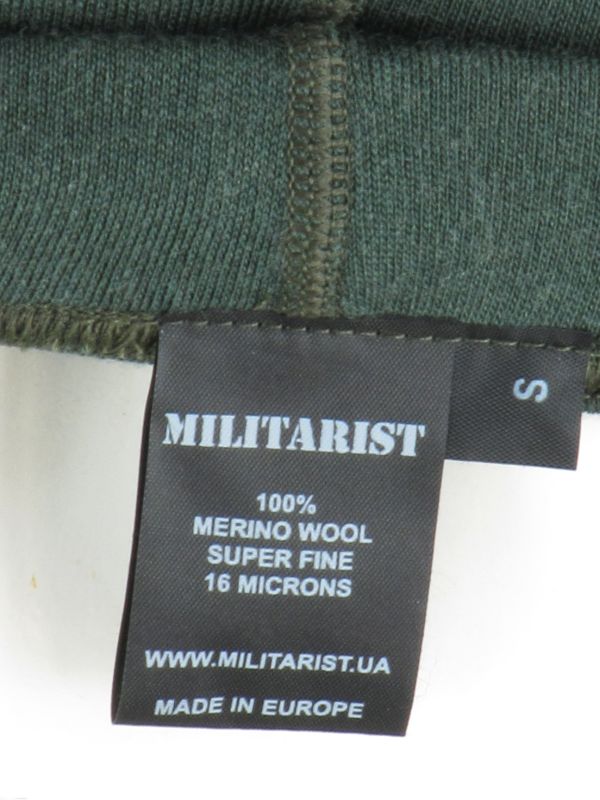 MILITARIST
S
100%
MERINO WOOL
SUPER FINE
16 MICRONS
WWW.MILITARIST.UA
MADE IN EUROPE